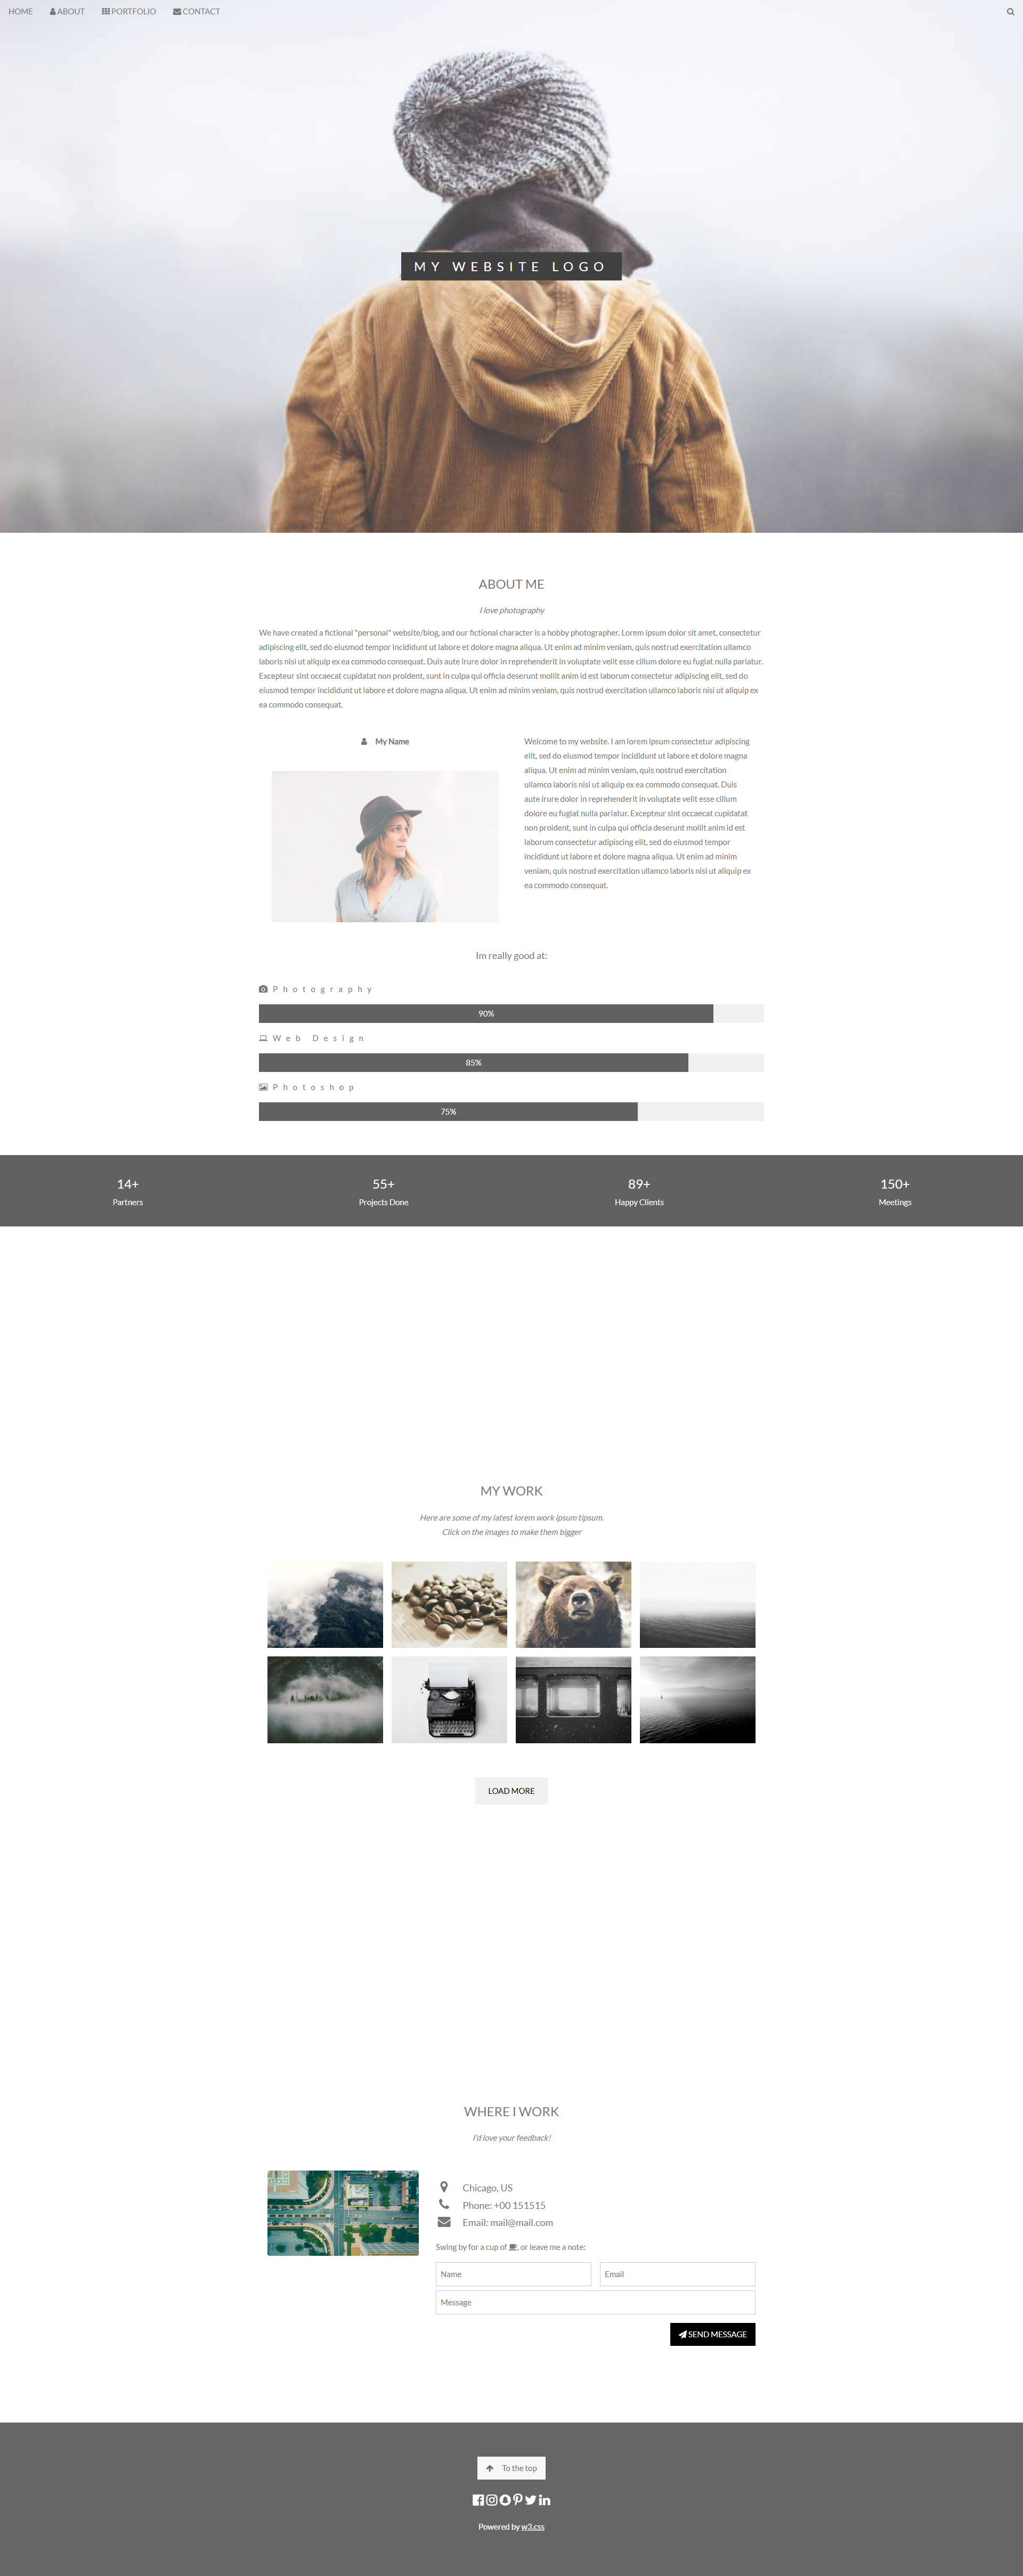 HOME ABOUT PORTFOLIO CONTACT
MY WEBSITE LOGO
ABOUT ME
I love photography
We have created a fictional "personal" website/blog, and our fictional character is a hobby photographer. Lorem ipsum dolor sit amet, consectetur
adipiscing elit, sed do eiusmod tempor incididunt ut labore et dolore magna aliqua. Ut enim ad minim veniam, quis nostrud exercitation ullamco
laboris nisi ut aliquip ex ea commodo consequat. Duis aute irure dolor in reprehenderit in voluptate velit esse cillum dolore eu fugiat nulla pariatur.
Excepteur sint occaecat cupidatat non proident, sunt in culpa qui officia deserunt mollit anim id est laborum consectetur adipiscing elit, sed do
eiusmod tempor incididunt ut labore et dolore magna aliqua. Ut enim ad minim veniam, quis nostrud exercitation ullamco laboris nisi ut aliquip ex
ea commodo consequat.
My Name
Welcome to my website. I am lorem ipsum consectetur adipiscing
elit, sed do eiusmod tempor incididunt ut labore et dolore magna
aliqua. Ut enim ad minim veniam, quis nostrud exercitation
ullamco laboris nisi ut aliquip ex ea commodo consequat. Duis
aute irure dolor in reprehenderit in voluptate velit esse cillum
dolore eu fugiat nulla pariatur. Excepteur sint occaecat cupidatat
non proident, sunt in culpa qui officia deserunt mollit anim id est
laborum consectetur adipiscing elit, sed do eiusmod tempor
incididunt ut labore et dolore magna aliqua. Ut enim ad minim
veniam, quis nostrud exercitation ullamco laboris nisi ut aliquip ex
ea commodo consequat.
Im really good at:
Photography
90%
Web Design
85%
Photoshop
75%
14+ 55+ 89+ 150+
Partners Projects Done Happy Clients Meetings
MY WORK
Here are some of my latest lorem work ipsum tipsum.
Click on the images to make them bigger
LOAD MORE
WHERE I WORK
I'd love your feedback!
Chicago, US
Phone: +00 151515
Email: mail@mail.com
Swing by for a cup of , or leave me a note:
Name Email
Message
SEND MESSAGE
To the top
Powered by w3.css